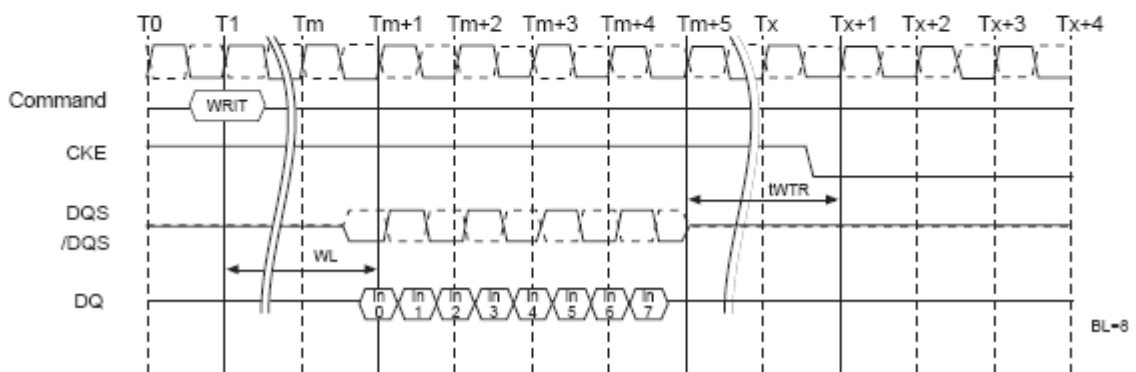 T0 T1 Tm Tm+1 Tm+2 Tm+3 Tm+4 Tm+5 Tx Tx+1 Tx+2 Tx+3 Tx+4
Command WRIT
CKE
tWTR
DQS
/DQS
WL
DQ In 0 In 1 In 2 In 3 In 4 In 5 In 6 In 7
BL=8